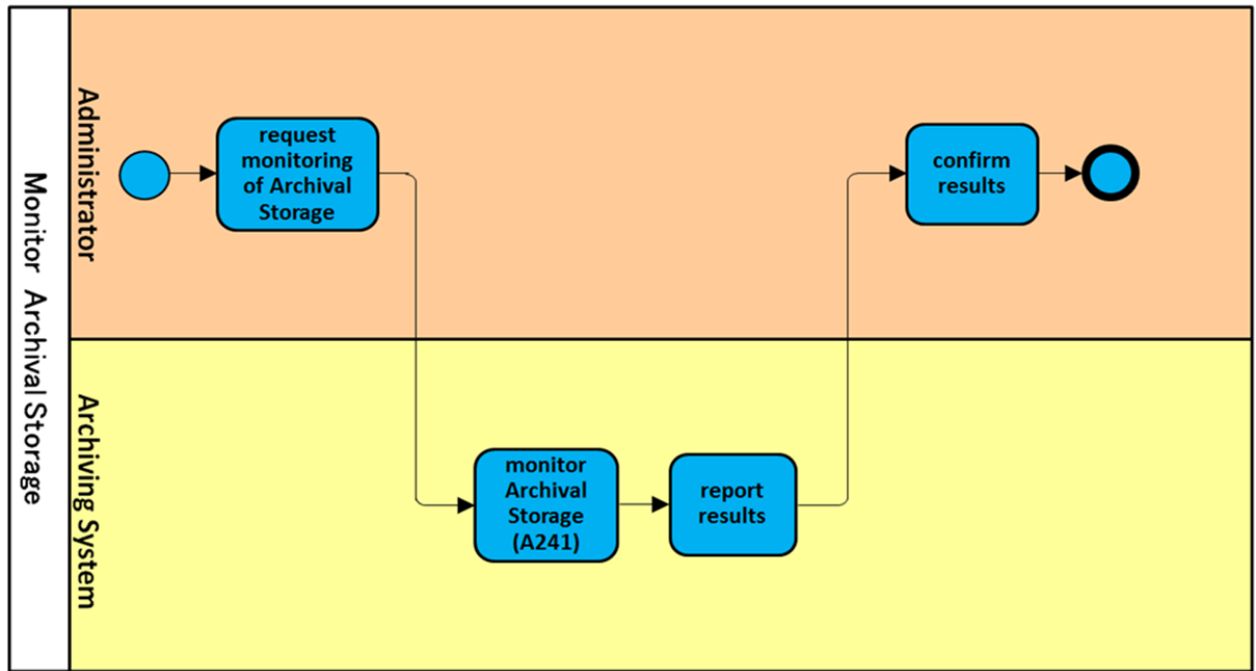 Monitor Archival Storage
Administrator
request
monitoring
of Archival
Storage
confirm
results
Archiving System
monitor
Archival
Storage
(A241)
report
results